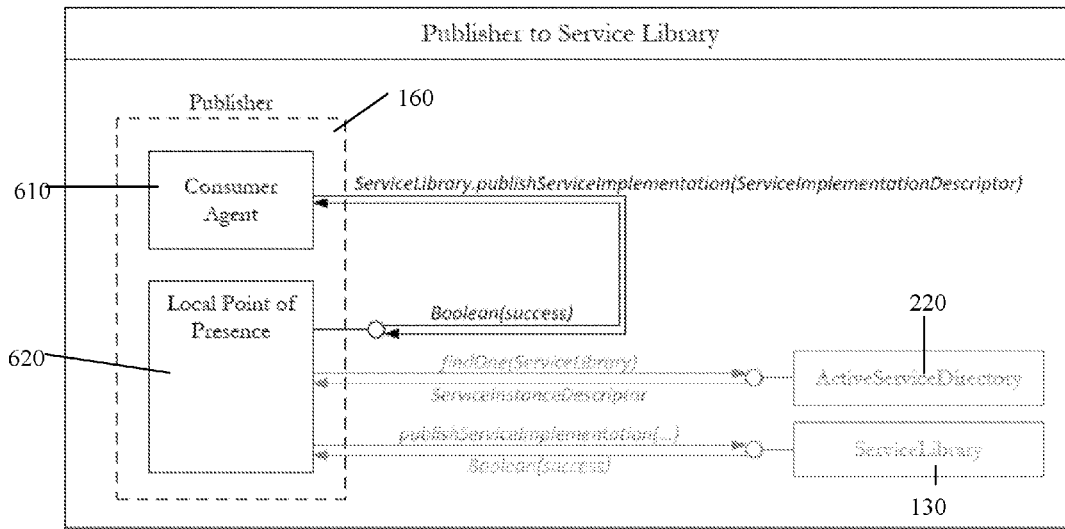 Publisher to Service Library
Publisher
160
610
Consumer
Agent
ServiceLibrary.publishServiceImplementation(ServiceImplementationDescriptor)
Local Point of
Presence
Boolean(success)
220
620
findOne(ServiceLibrary)
ServiceInstanceDescriptor
ActiveServiceDirectory
publishServiceImplementation(...)
Boolean(success)
ServiceLibrary
130